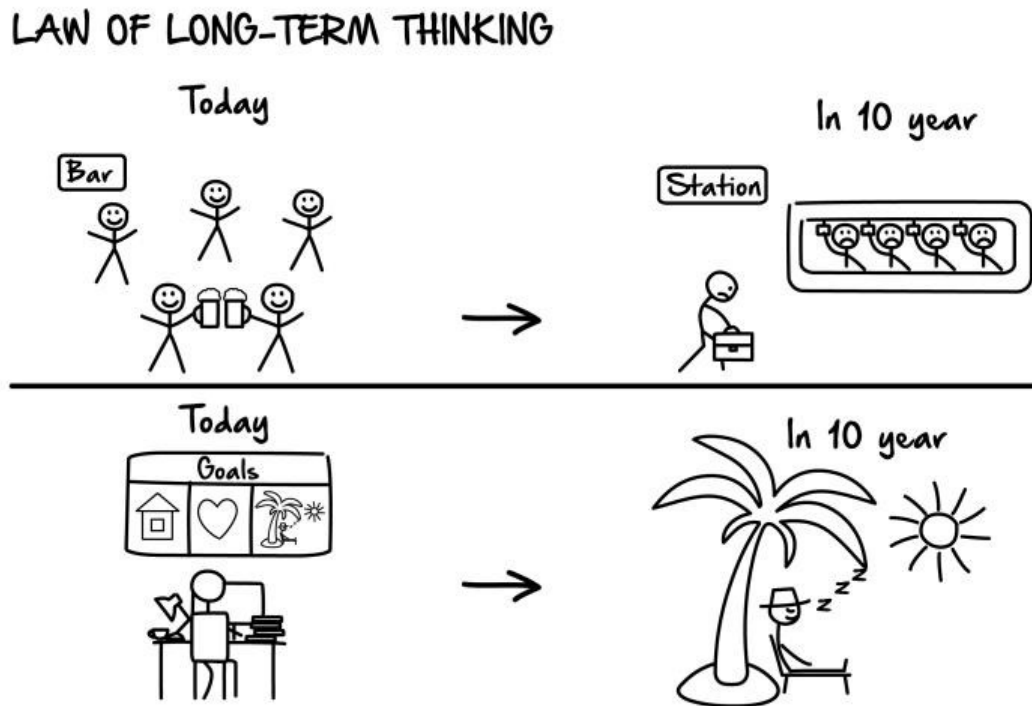 LAW OF LONG-TERM THINKING
Today
In 10 year
Bar
Station
Today
In 10 year
Goals
z z z